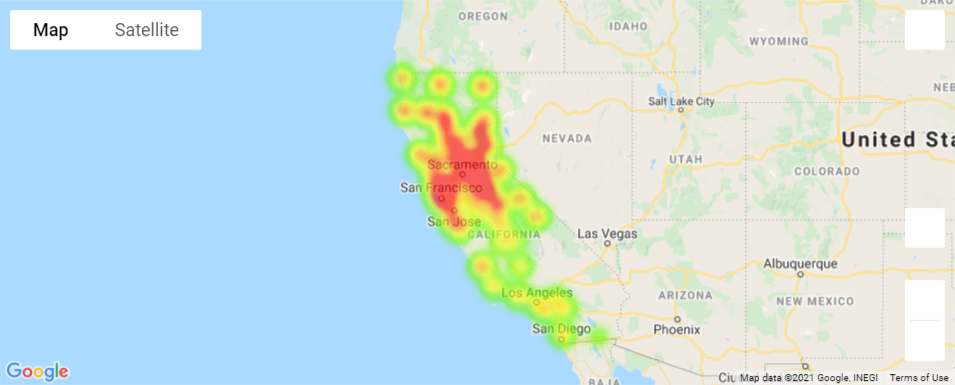 Map
Satellite
OREGON
IDAHO
WYOMING
Salt Lake City
NEVADA
UTAH
United Sta
COLORADO
Sacramento
San Francisco
San Jose
CALIFORNIA
Las Vegas
Albuquerque
Los Angeles
ARIZONA
NEW MEXICO
San Diego
Phoenix
Google
BAJA
Map data ©2021 Google, INEGI
Terms of Use